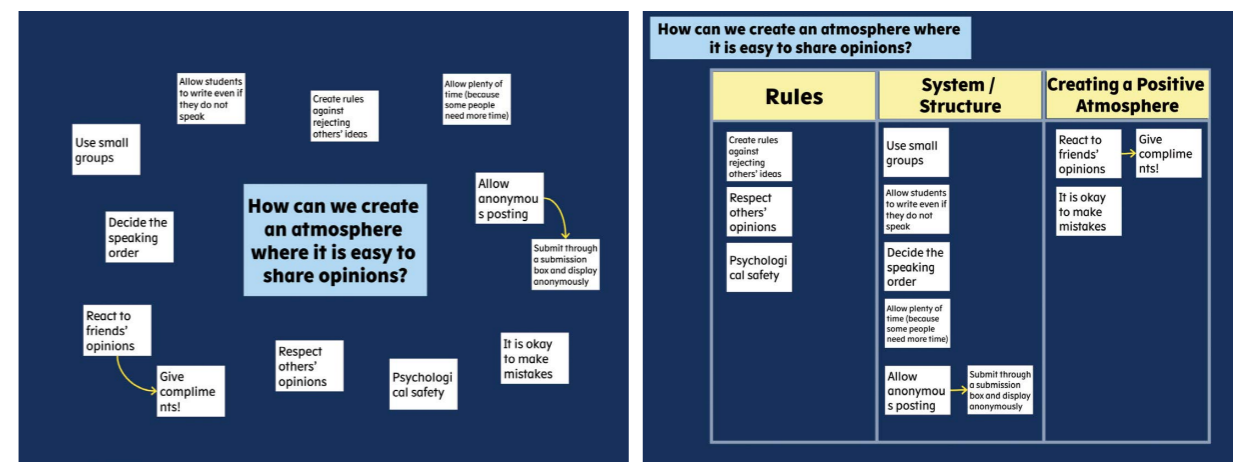 Allow students
to write even if
they do not
speak
Create rules
against
rejecting
others' ideas
Allow plenty of
time (because
some people
need more time)
Use small
groups
Allow
anonymou
s posting
Decide the
speaking
order
How can we create
an atmosphere
where it is easy to
share opinions?
Submit through
a submission
box and display
anonymously
React to
friends'
opinions
Give
complime
nts!
Respect
others'
opinions
Psychologi
cal safety
It is okay
to make
mistakes
How can we create an atmosphere where
it is easy to share opinions?
Rules
System /
Structure
Creating a Positive
Atmosphere
Create rules
against
rejecting
others' ideas
Respect
others'
opinions
Psychologi
cal safety
Use small
groups
Allow students
to write even if
they do not
speak
Decide the
speaking
order
Allow plenty of
time (because
some people
need more time)
Allow
anonymou
s posting
Submit through
a submission
box and display
anonymously
React to
friends'
opinions
Give
complime
nts!
It is okay
to make
mistakes